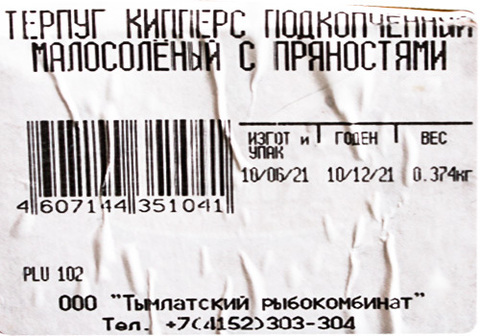 ТЕРПУГ КИППЕРС ПОДКОПЧЕННЫЙ
МАЛОСОЛЁНЫЙ С ПРЯНОСТЯМИ
ИЗГОТ и УПАК | ГОДЕН | ВЕС
10/06/21 10/12/21 0.374кг
4 607144 351041
PLU 102
ООО "Тымлатский рыбокомбинат"
Тел. +7(4152)303-304